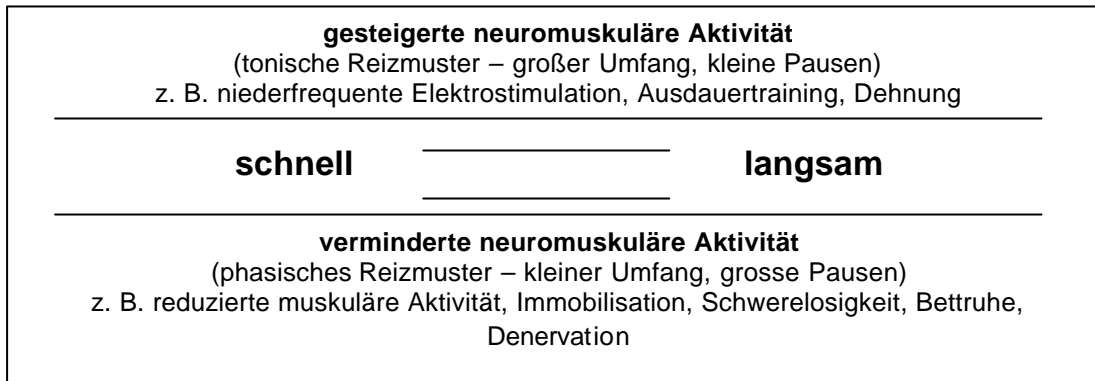 gesteigerte neuromuskuläre Aktivität
(tonische Reizmuster – großer Umfang, kleine Pausen)
z. B. niederfrequente Elektrostimulation, Ausdauertraining, Dehnung
schnell langsam
verminderte neuromuskuläre Aktivität
(phasisches Reizmuster – kleiner Umfang, grosse Pausen)
z. B. reduzierte muskuläre Aktivität, Immobilisation, Schwerelosigkeit, Bettruhe,
Denervation